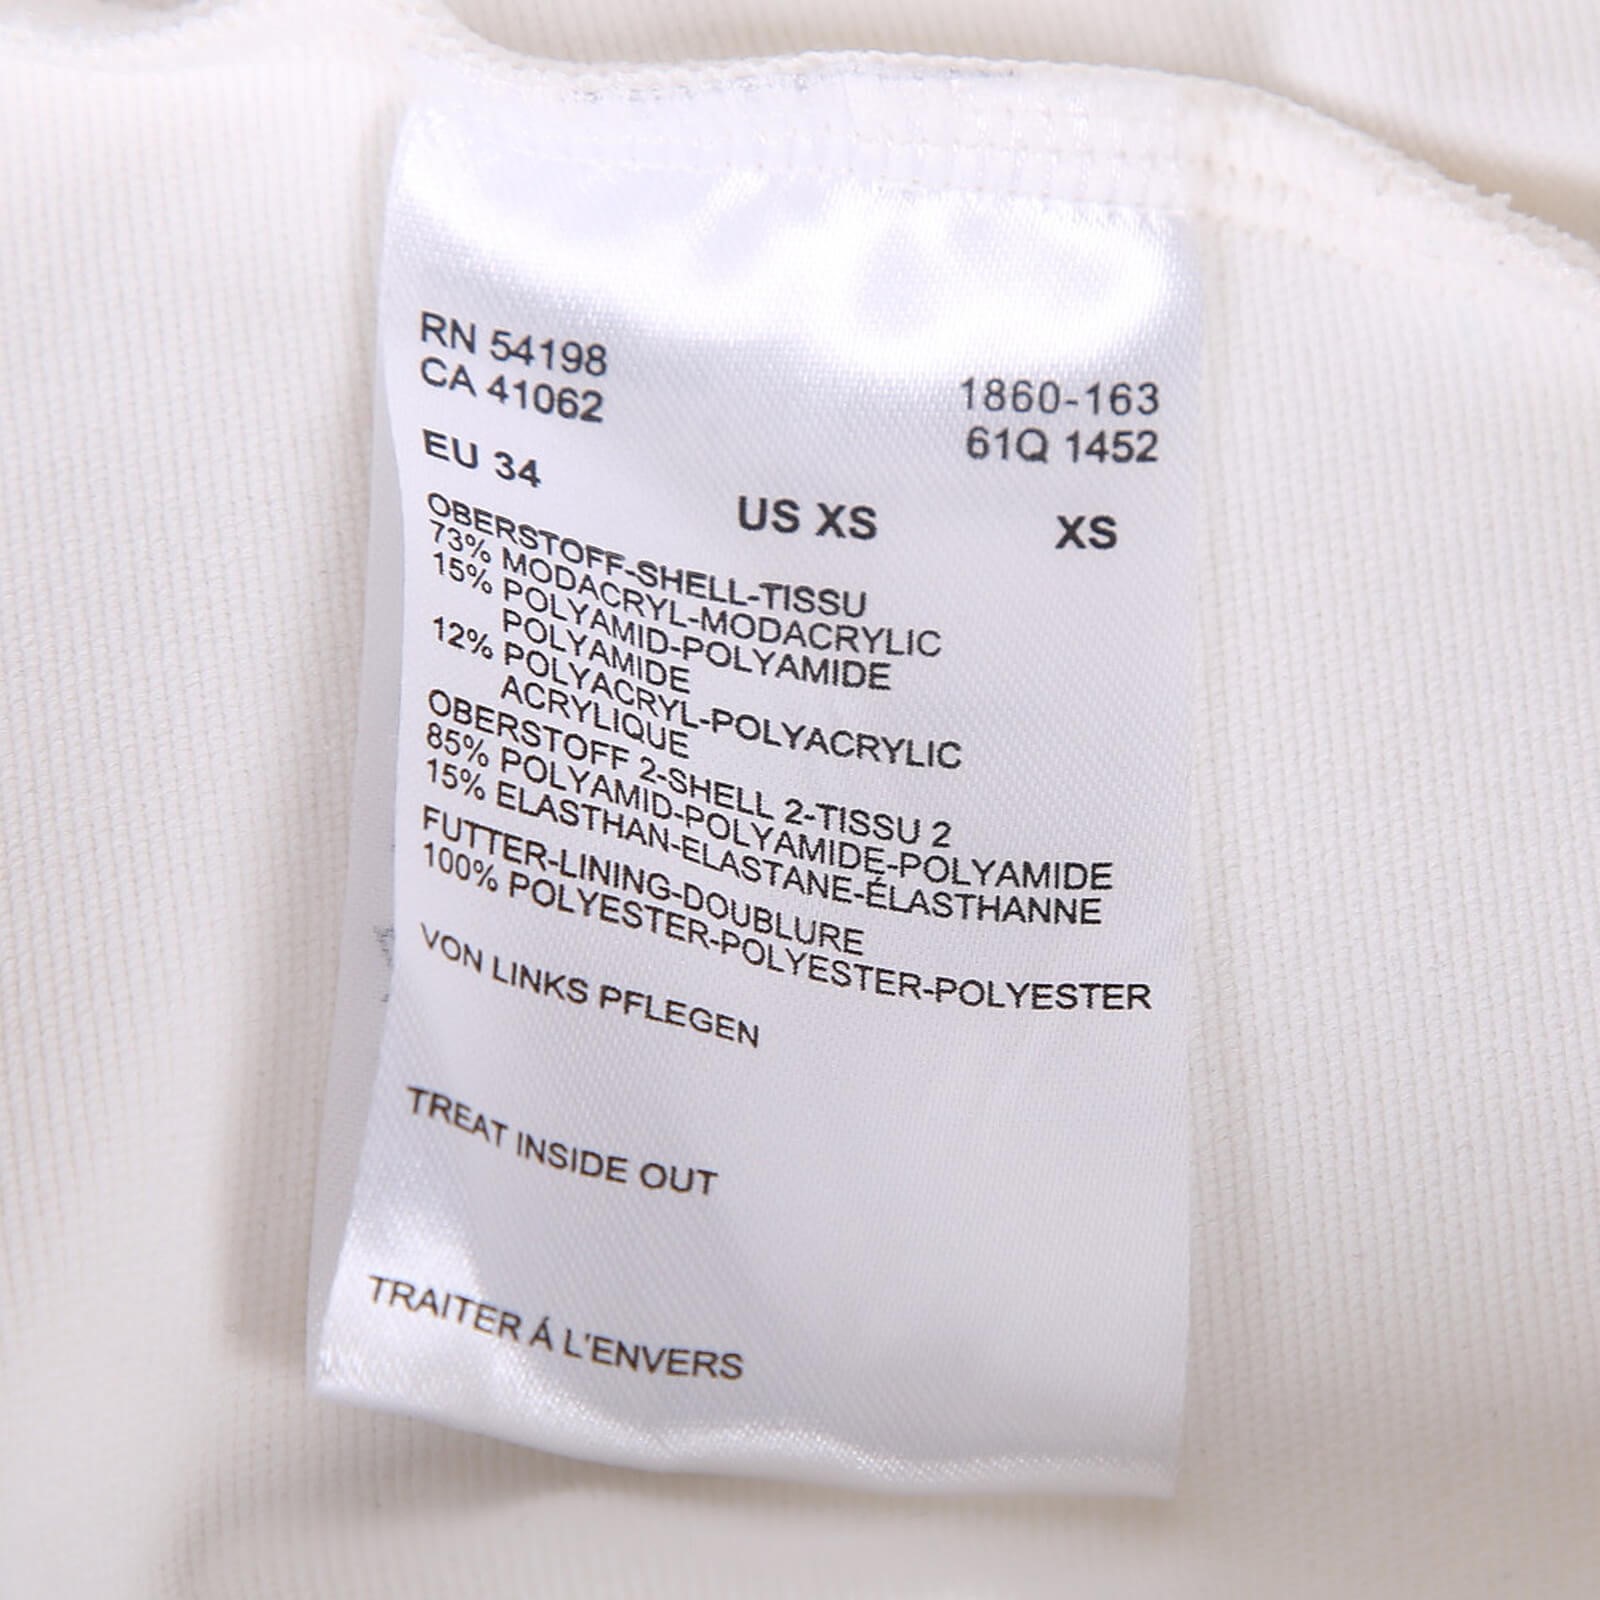 RN 54198
CA 41062
1860-163
61Q 1452
EU 34 US XS XS
OBERSTOFF-SHELL-TISSU
73% MODACRYL-MODACRYLIC
15% POLYAMID-POLYAMIDE
POLYAMIDE
12% POLYACRYL-POLYACRYLIC
ACRYLIQUE
OBERSTOFF 2-SHELL 2-TISSU 2
85% POLYAMID-POLYAMIDE-POLYAMIDE
15% ELASTHAN-ELASTANE-ÉLASTHANNE
FUTTER-LINING-DOUBLURE
100% POLYESTER-POLYESTER-POLYESTER
VON LINKS PFLEGEN
TREAT INSIDE OUT
TRAITER Á L'ENVERS